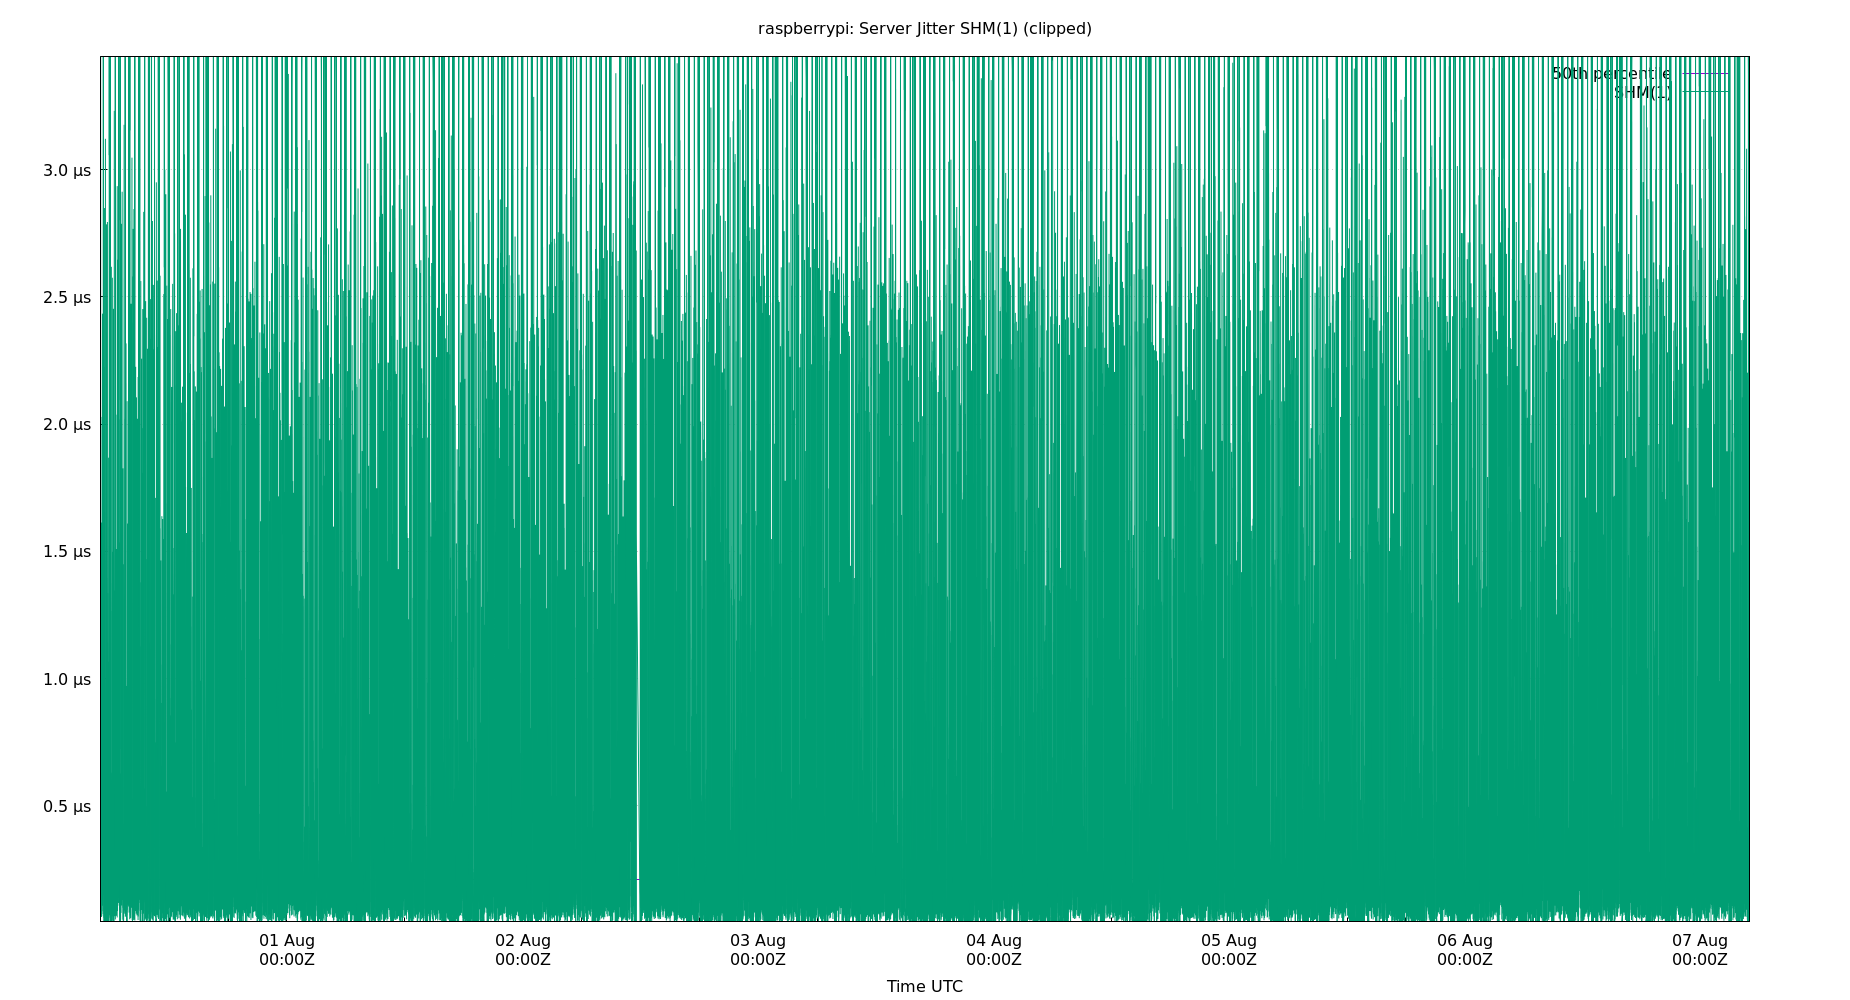 raspberrypi: Server Jitter SHM(1) (clipped)
50th percentile
SHM(1)
3.0 µs
2.5 µs
2.0 µs
1.5 µs
1.0 µs
0.5 µs
01 Aug 02 Aug 03 Aug 04 Aug 05 Aug 06 Aug 07 Aug
00:00Z 00:00Z 00:00Z 00:00Z 00:00Z 00:00Z 00:00Z
Time UTC